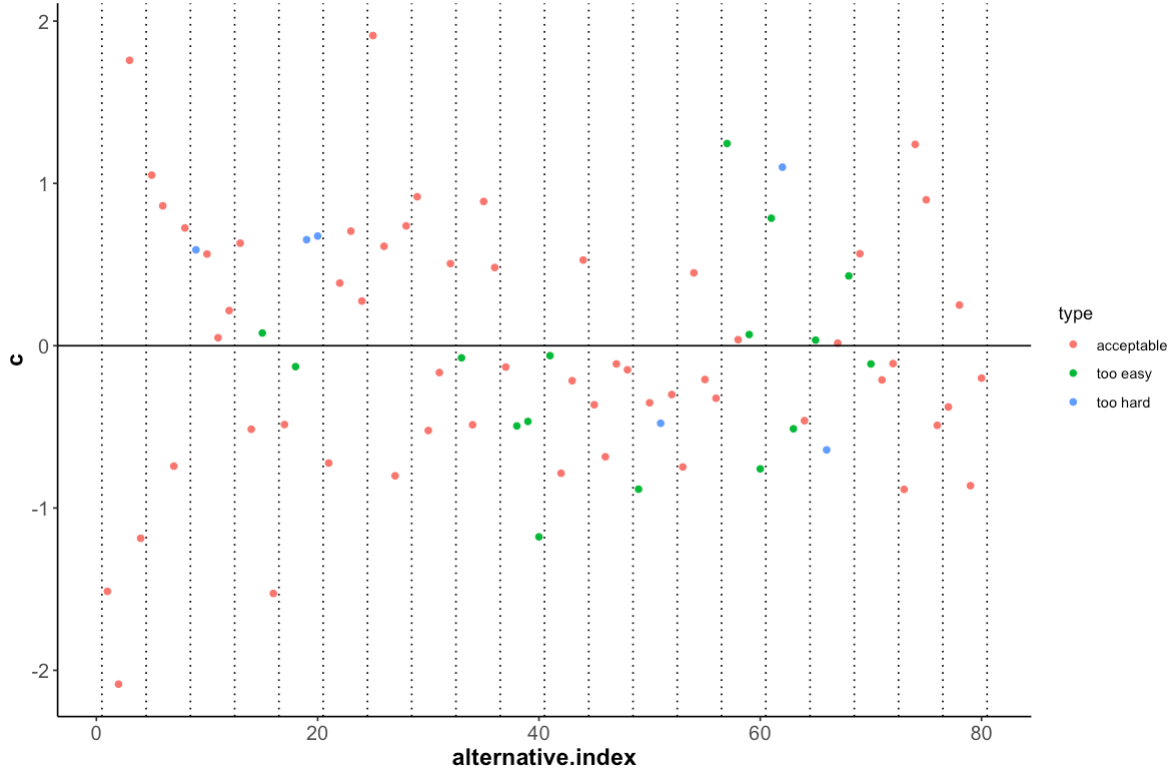 2
1
0
-1
-2
c
0 20 40 60 80
alternative.index
type
acceptable
too easy
too hard